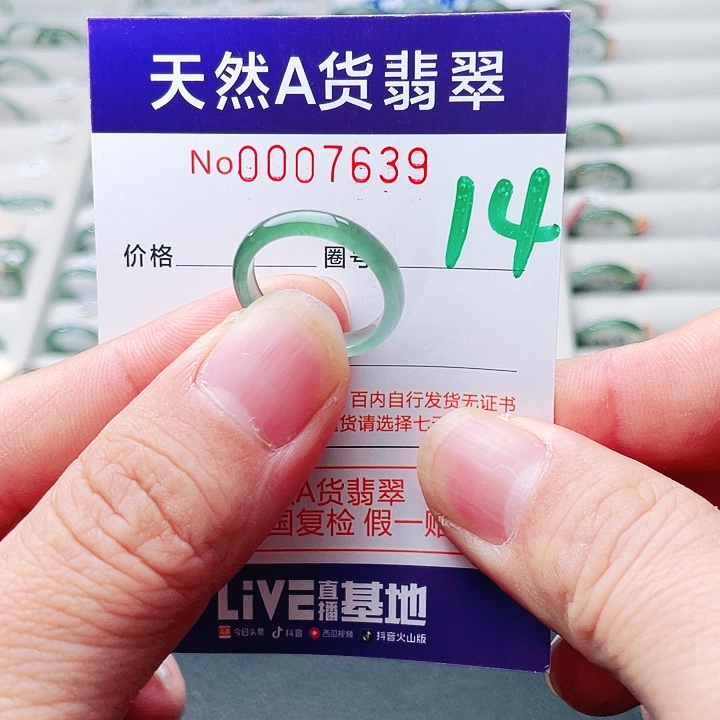 天然A货翡翠
No0007639
14
价格 圈号
百内自行发货无证书
货请选择七天
A货翡翠
国复检 假一赔
LIVE直播基地
今日头条 抖音 西瓜视频 抖音火山版